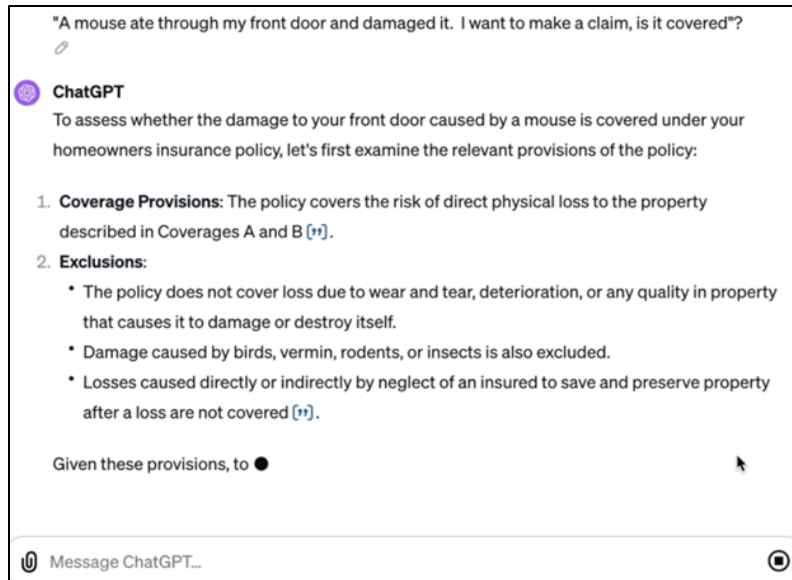 "A mouse ate through my front door and damaged it. I want to make a claim, is it covered"?
ChatGPT
To assess whether the damage to your front door caused by a mouse is covered under your
homeowners insurance policy, let's first examine the relevant provisions of the policy:
1. Coverage Provisions: The policy covers the risk of direct physical loss to the property
described in Coverages A and B ["].
2. Exclusions:
• The policy does not cover loss due to wear and tear, deterioration, or any quality in property
that causes it to damage or destroy itself.
• Damage caused by birds, vermin, rodents, or insects is also excluded.
• Losses caused directly or indirectly by neglect of an insured to save and preserve property
after a loss are not covered ["].
Given these provisions, to
Message ChatGPT...